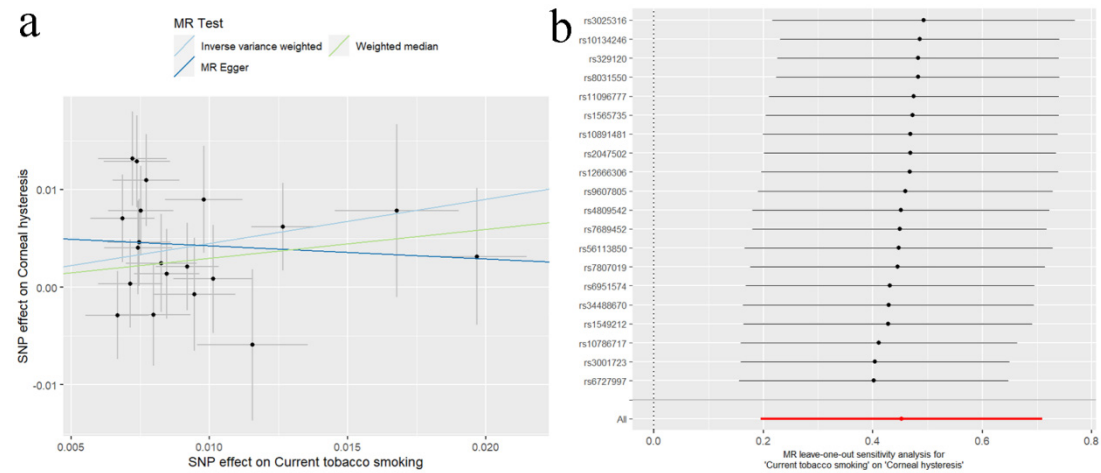 a
MR Test
Inverse variance weighted
Weighted median
MR Egger
SNP effect on Corneal hysteresis
0.01
0.00
-0.01
0.005
0.010
0.015
0.020
SNP effect on Current tobacco smoking
b
rs3025316
rs10134246
rs329120
rs8031550
rs11096777
rs1565735
rs10891481
rs2047502
rs12666306
rs9607805
rs4809542
rs7689452
rs56113850
rs7807019
rs6951574
rs34488670
rs1549212
rs10786717
rs3001723
rs6727997
All
0.0
0.2
0.4
0.6
0.8
MR leave-one-out sensitivity analysis for
'Current tobacco smoking' on 'Corneal hysteresis'